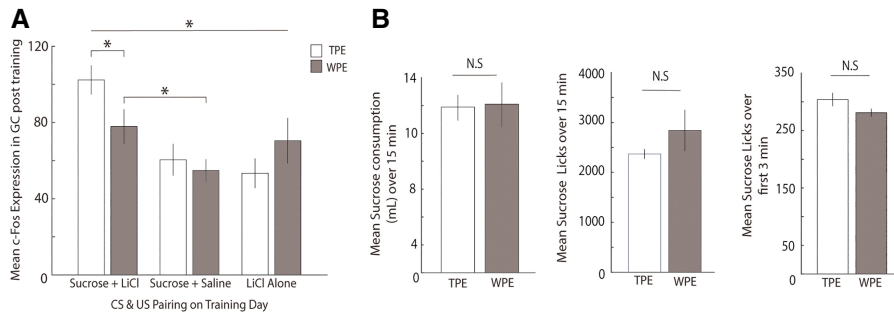 A
Mean c-Fos Expression in GC post training
120
80
40
0
*
*
*
TPE
WPE
Sucrose + LiCl
Sucrose + Saline
LiCl Alone
CS & US Pairing on Training Day
B
Mean Sucrose consumption
(mL) over 15 min
14
12
8
4
0
N.S
TPE
WPE
Mean Sucrose Licks over 15 min
4000
3000
2000
1000
0
N.S
TPE
WPE
Mean Sucrose Licks over
first 3 min
350
250
150
50
0
N.S
TPE
WPE